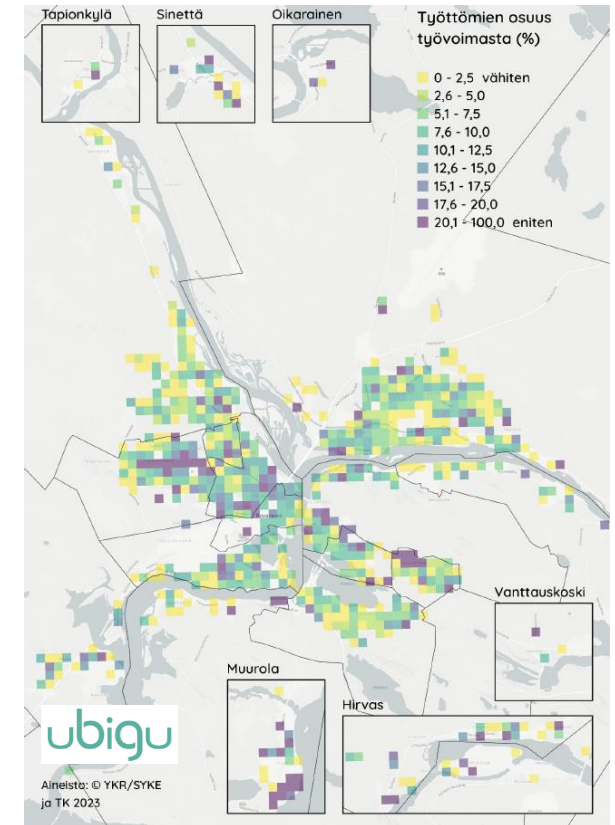 Tapionkylä
Sinettä
Oikarainen
Työttömien osuus
työvoimasta (%)
0 - 2,5 vähiten
2,6 - 5,0
5,1 - 7,5
7,6 - 10,0
10,1 - 12,5
12,6 - 15,0
15,1 - 17,5
17,6 - 20,0
20,1 - 100,0 eniten
Vanttauskoski
Muurola
Hirvas
ubigu
Aineisto: © YKR/SYKE
ja TK 2023